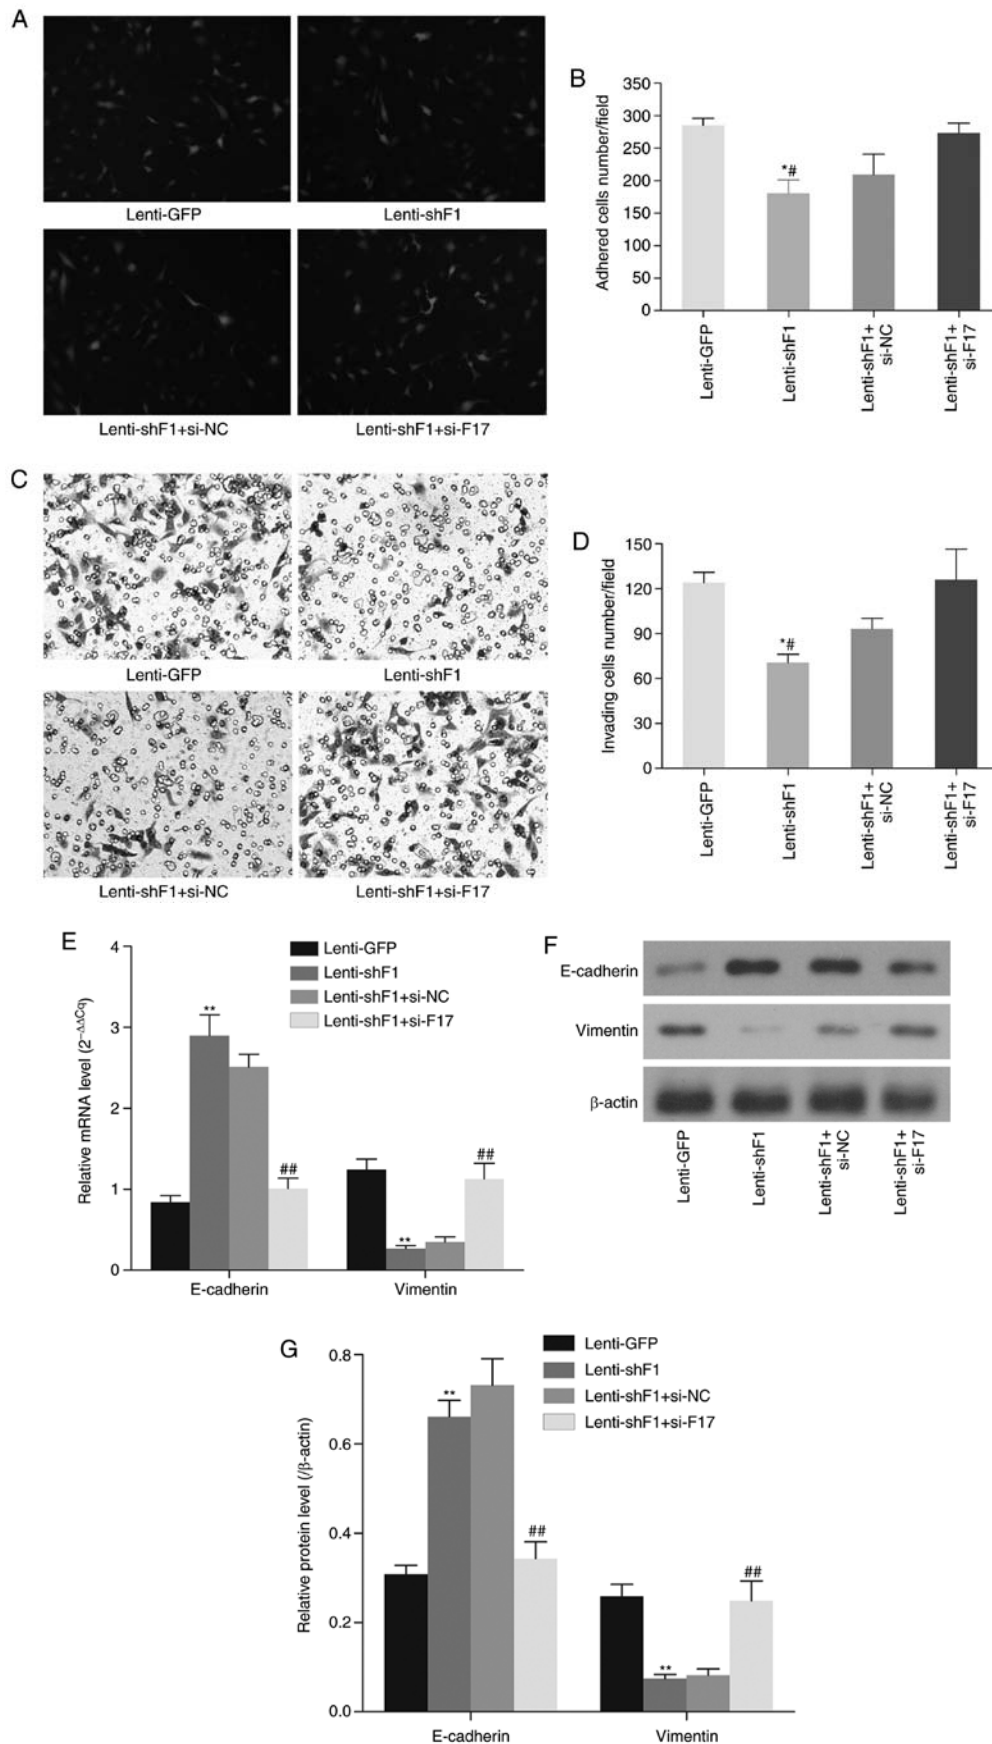 A
Lenti-GFP
Lenti-shF1
Lenti-shF1+si-NC
Lenti-shF1+si-F17
B
Adhered cells number/field
350
300
250
200
150
100
50
0
*#
Lenti-GFP
Lenti-shF1
Lenti-shF1+
si-NC
Lenti-shF1+
si-F17
C
Lenti-GFP
Lenti-shF1
Lenti-shF1+si-NC
Lenti-shF1+si-F17
D
Invading cells number/field
150
120
90
60
30
0
*#
Lenti-GFP
Lenti-shF1
Lenti-shF1+
si-NC
Lenti-shF1+
si-F17
E
Relative mRNA level (2⁻ΔΔCq)
4
3
2
1
0
Lenti-GFP
Lenti-shF1
Lenti-shF1+si-NC
Lenti-shF1+si-F17
**
##
**
##
E-cadherin
Vimentin
F
E-cadherin
Vimentin
β-actin
Lenti-GFP
Lenti-shF1
Lenti-shF1+
si-NC
Lenti-shF1+
si-F17
G
Relative protein level (/β-actin)
0.8
0.6
0.4
0.2
0.0
Lenti-GFP
Lenti-shF1
Lenti-shF1+si-NC
Lenti-shF1+si-F17
**
##
**
##
E-cadherin
Vimentin